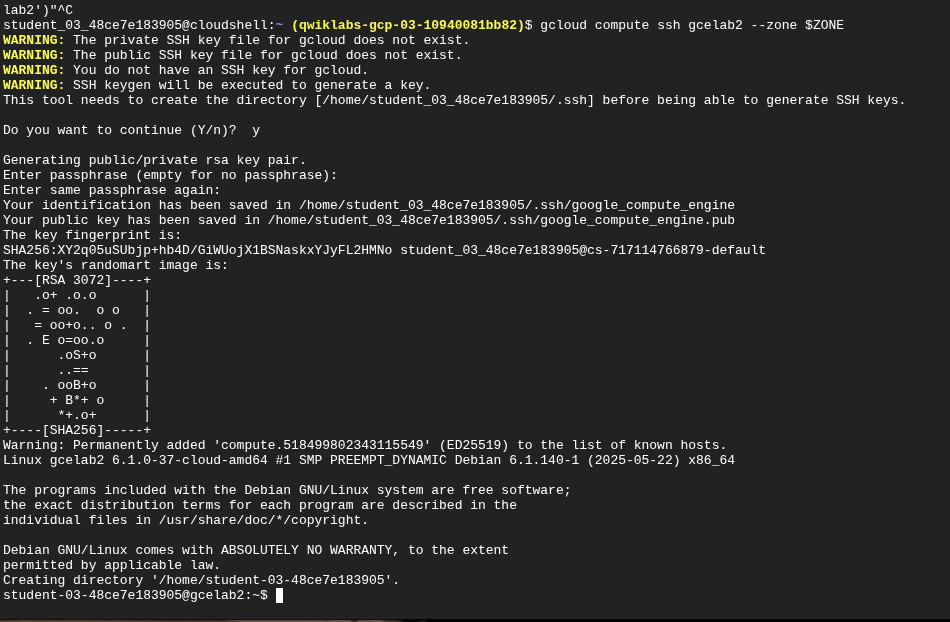 lab2')"^C
student_03_48ce7e183905@cloudshell:~ (qwiklabs-gcp-03-10940081bb82)$ gcloud compute ssh gcelab2 --zone $ZONE
WARNING: The private SSH key file for gcloud does not exist.
WARNING: The public SSH key file for gcloud does not exist.
WARNING: You do not have an SSH key for gcloud.
WARNING: SSH keygen will be executed to generate a key.
This tool needs to create the directory [/home/student_03_48ce7e183905/.ssh] before being able to generate SSH keys.

Do you want to continue (Y/n)?  y

Generating public/private rsa key pair.
Enter passphrase (empty for no passphrase):
Enter same passphrase again:
Your identification has been saved in /home/student_03_48ce7e183905/.ssh/google_compute_engine
Your public key has been saved in /home/student_03_48ce7e183905/.ssh/google_compute_engine.pub
The key fingerprint is:
SHA256:XY2q05uSUbjp+hb4D/GiWUojX1BSNaskxYJyFL2HMNo student_03_48ce7e183905@cs-717114766879-default
The key's randomart image is:
+---[RSA 3072]----+
|   .o+ .o.o      |
|  . = oo.  o o   |
|   = oo+o.. o .  |
|  . E o=oo.o     |
|      .oS+o      |
|      ..==       |
|    . ooB+o      |
|     + B*+ o     |
|      *+.o+      |
+----[SHA256]-----+
Warning: Permanently added 'compute.518499802343115549' (ED25519) to the list of known hosts.
Linux gcelab2 6.1.0-37-cloud-amd64 #1 SMP PREEMPT_DYNAMIC Debian 6.1.140-1 (2025-05-22) x86_64

The programs included with the Debian GNU/Linux system are free software;
the exact distribution terms for each program are described in the
individual files in /usr/share/doc/*/copyright.

Debian GNU/Linux comes with ABSOLUTELY NO WARRANTY, to the extent
permitted by applicable law.
Creating directory '/home/student-03-48ce7e183905'.
student-03-48ce7e183905@gcelab2:~$